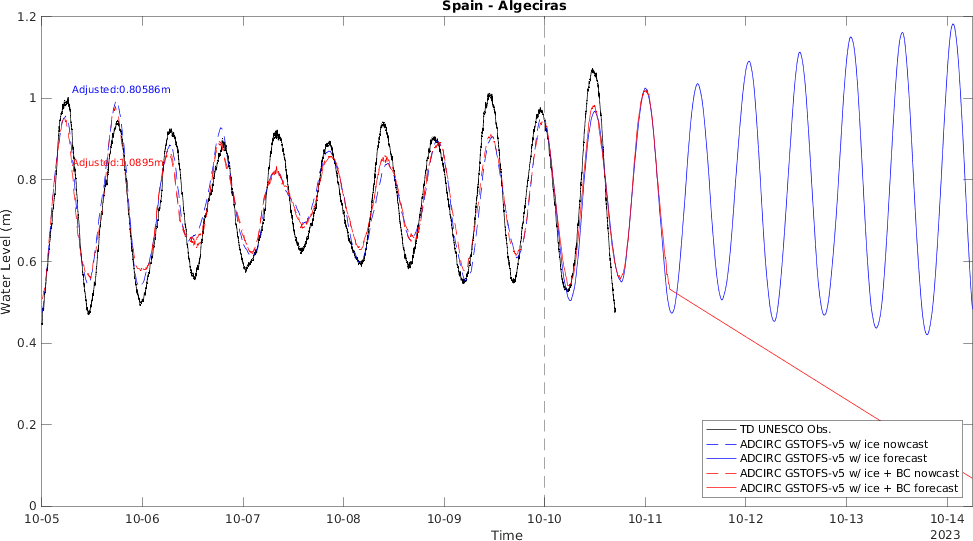 Spain - Algeciras
1.2
1
0.8
0.6
0.4
0.2
0
Water Level (m)
Adjusted:0.80586m
Adjusted:1.0895m
TD UNESCO Obs.
ADCIRC GSTOFS-v5 w/ ice nowcast
ADCIRC GSTOFS-v5 w/ ice forecast
ADCIRC GSTOFS-v5 w/ ice + BC nowcast
ADCIRC GSTOFS-v5 w/ ice + BC forecast
10-05 10-06 10-07 10-08 10-09 10-10 10-11 10-12 10-13 10-14
Time
2023